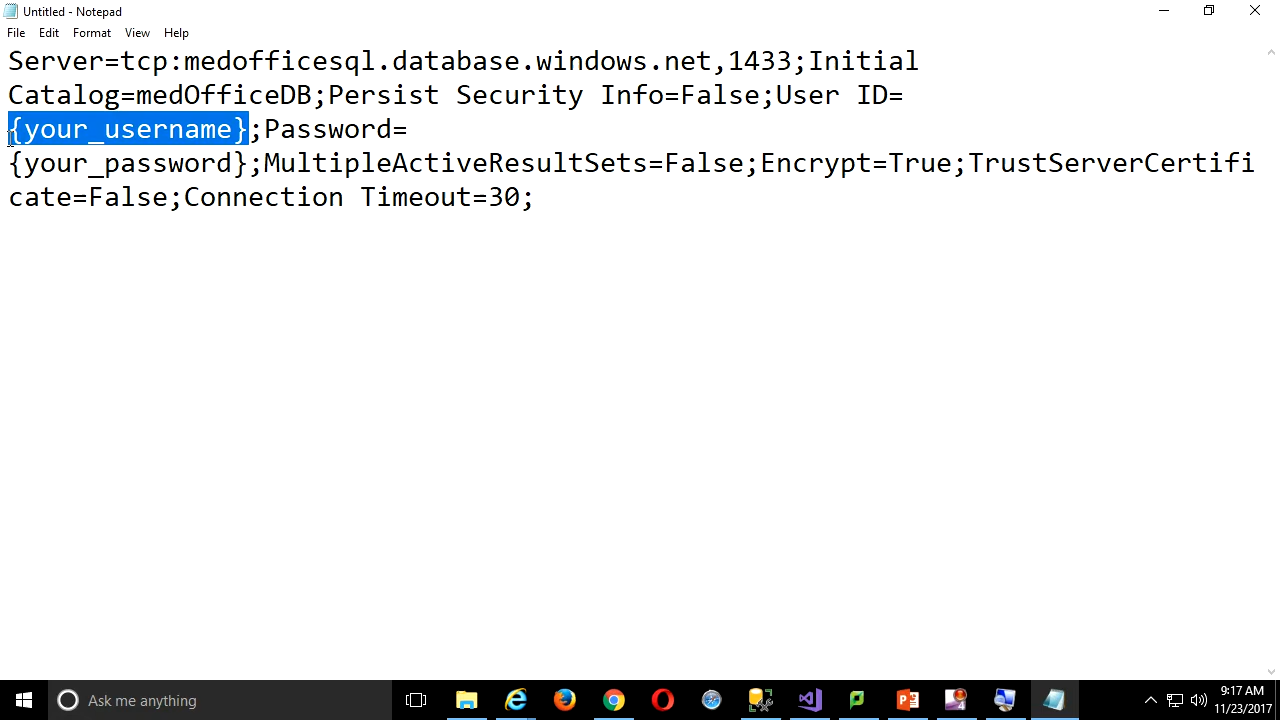 Untitled - Notepad
File Edit Format View Help
Server=tcp:medofficesql.database.windows.net,1433;Initial
Catalog=medOfficeDB;Persist Security Info=False;User ID=
{your_username};Password=
{your_password};MultipleActiveResultSets=False;Encrypt=True;TrustServerCertifi
cate=False;Connection Timeout=30;
Ask me anything
9:17 AM
11/23/2017